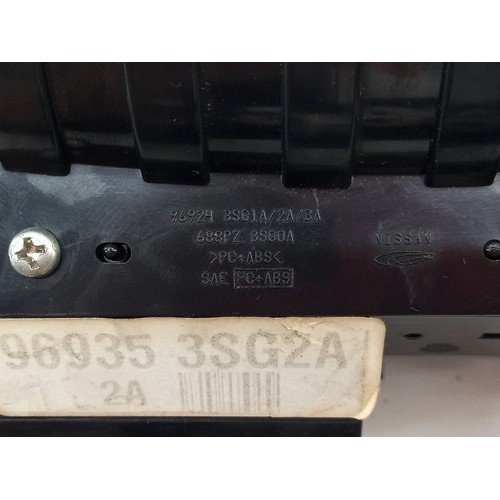 96924 3SG1A/2A/3A
688PZ 3SG0A
>PC+ABS<
SAE PC+ABS
NISSAN
96935 3SG2A
2A